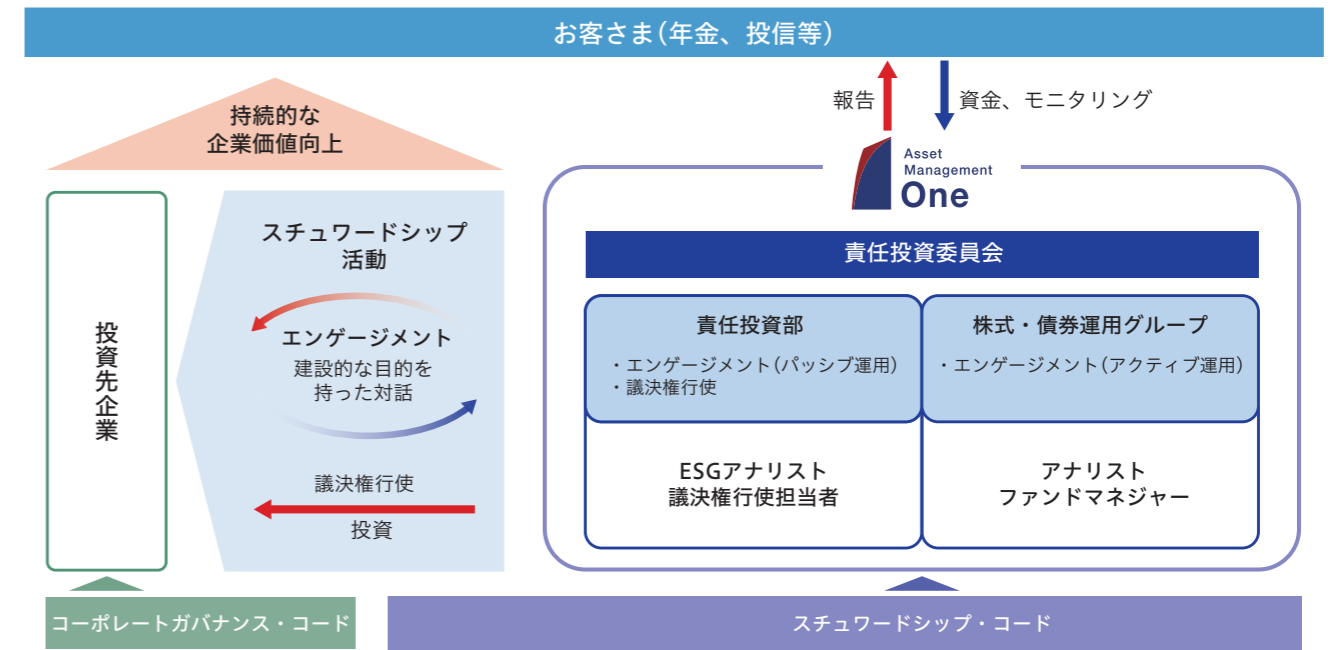 お客さま(年金、投信等)
報告
資金、モニタリング
持続的な
企業価値向上
Asset
Management
One
投資先企業
スチュワードシップ
活動
エンゲージメント
建設的な目的を
持った対話
議決権行使
投資
責任投資委員会
責任投資部
・エンゲージメント(パッシブ運用)
・議決権行使
株式・債券運用グループ
・エンゲージメント(アクティブ運用)
ESGアナリスト
議決権行使担当者
アナリスト
ファンドマネジャー
コーポレートガバナンス・コード
スチュワードシップ・コード